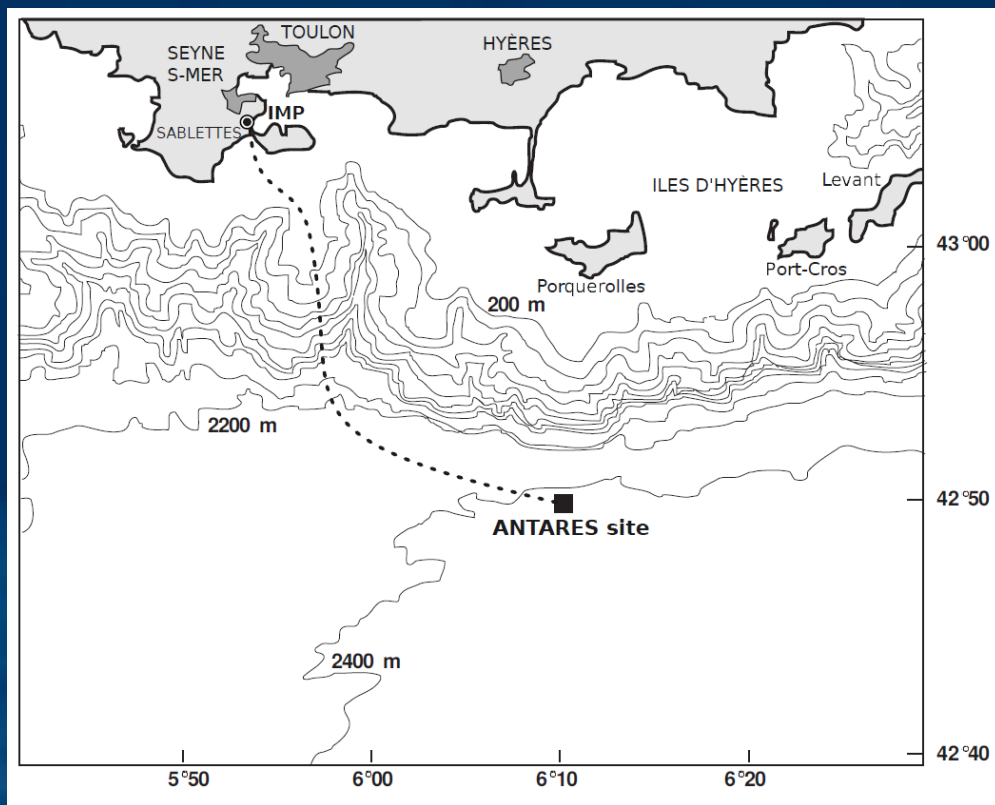 TOULON
SEYNE
S-MER
HYÈRES
IMP
SABLETTES
ILES D'HYÈRES
Levant
43°00
Port-Cros
Porquerolles
200 m
2200 m
42°50
ANTARES site
2400 m
42°40
5°50
6°00
6°10
6°20